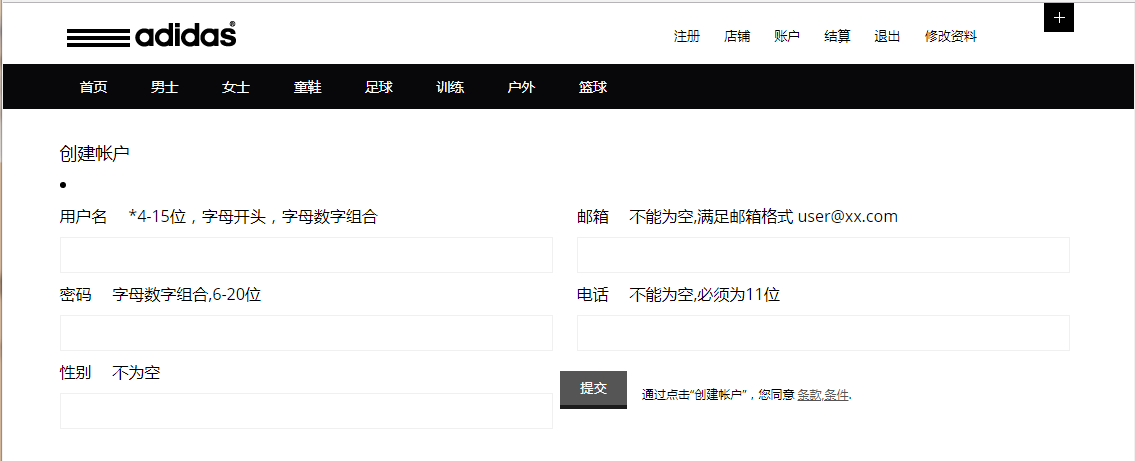 adidas®
注册 店铺 账户 结算 退出 修改资料
首页 男士 女士 童鞋 足球 训练 户外 篮球
创建帐户
用户名 *4-15位，字母开头，字母数字组合
邮箱 不能为空,满足邮箱格式 user@xx.com
密码 字母数字组合,6-20位
电话 不能为空,必须为11位
性别 不为空
提交 通过点击“创建帐户”，您同意 条款,条件.